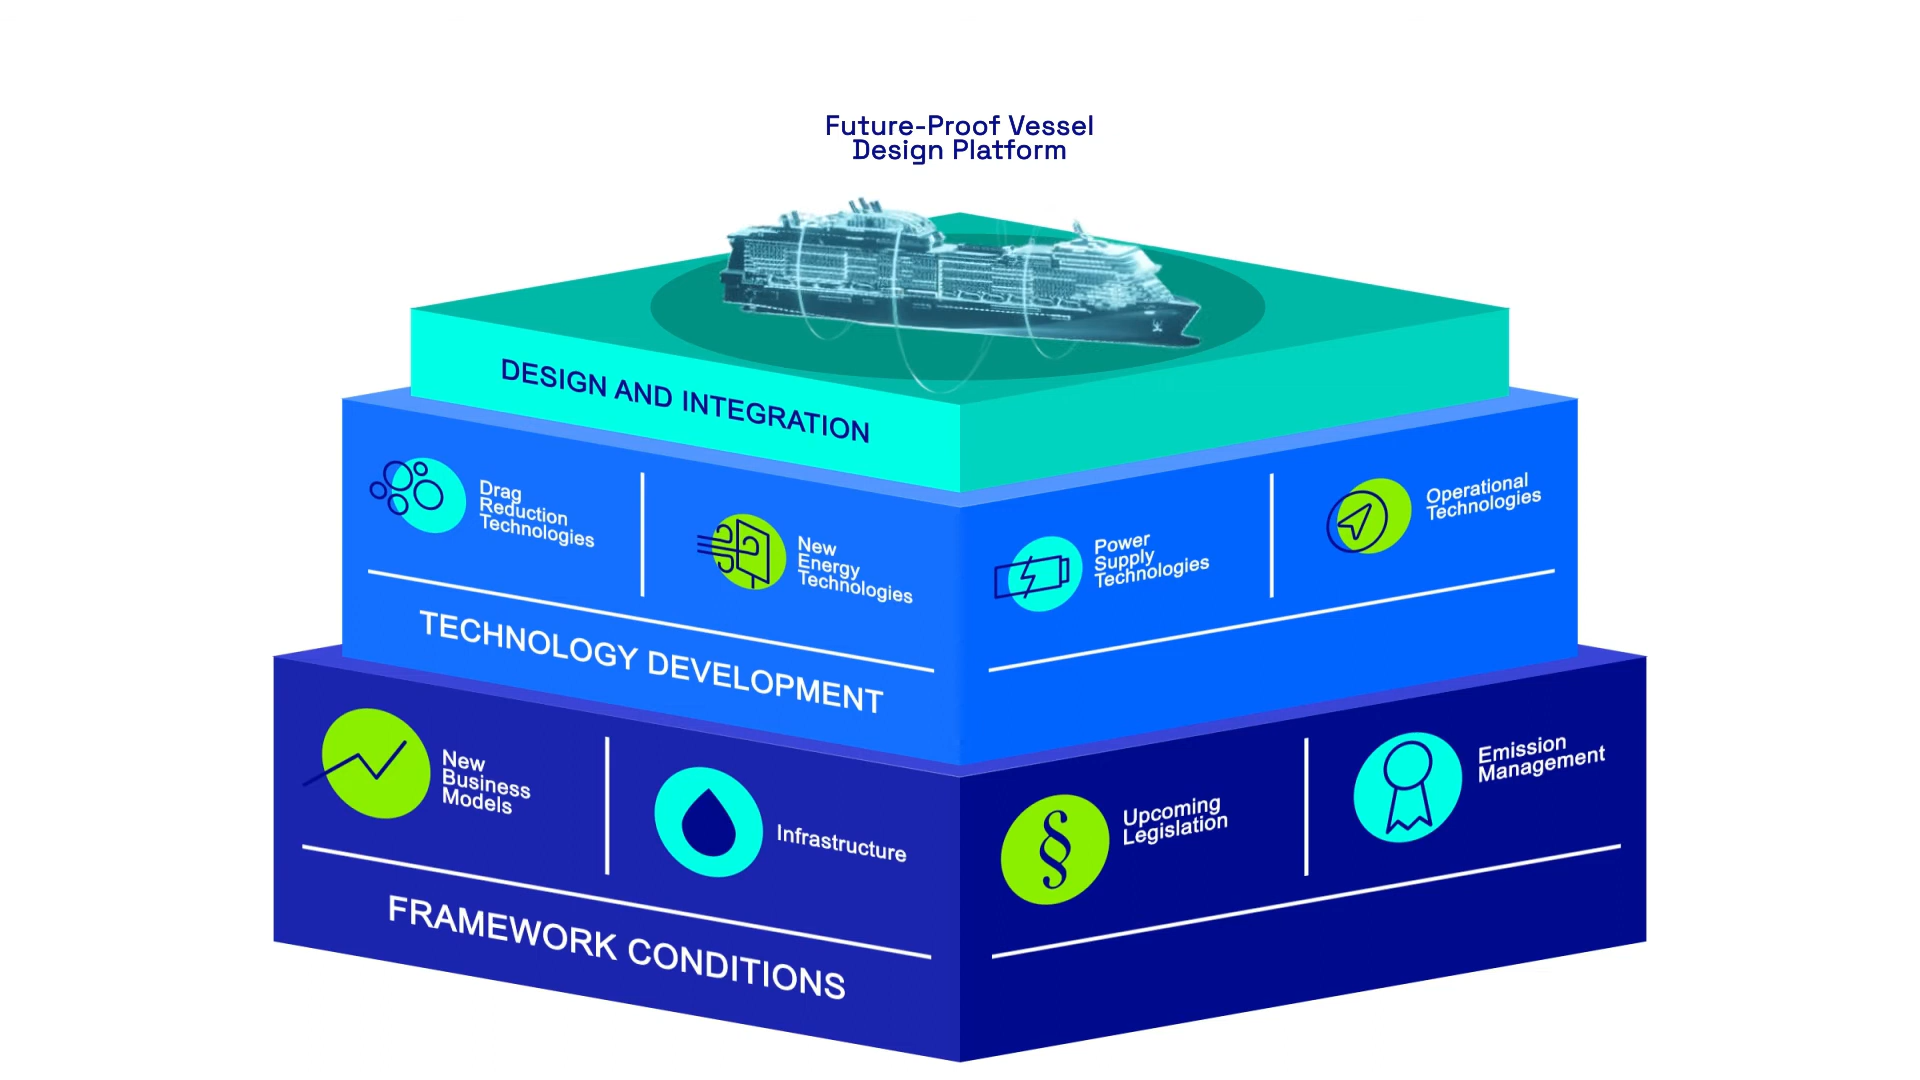 Future-Proof Vessel
Design Platform
DESIGN AND INTEGRATION
Drag
Reduction
Technologies
New
Energy
Technologies
Power
Supply
Technologies
Operational
Technologies
TECHNOLOGY DEVELOPMENT
New
Business
Models
Infrastructure
§
Upcoming
Legislation
Emission
Management
FRAMEWORK CONDITIONS